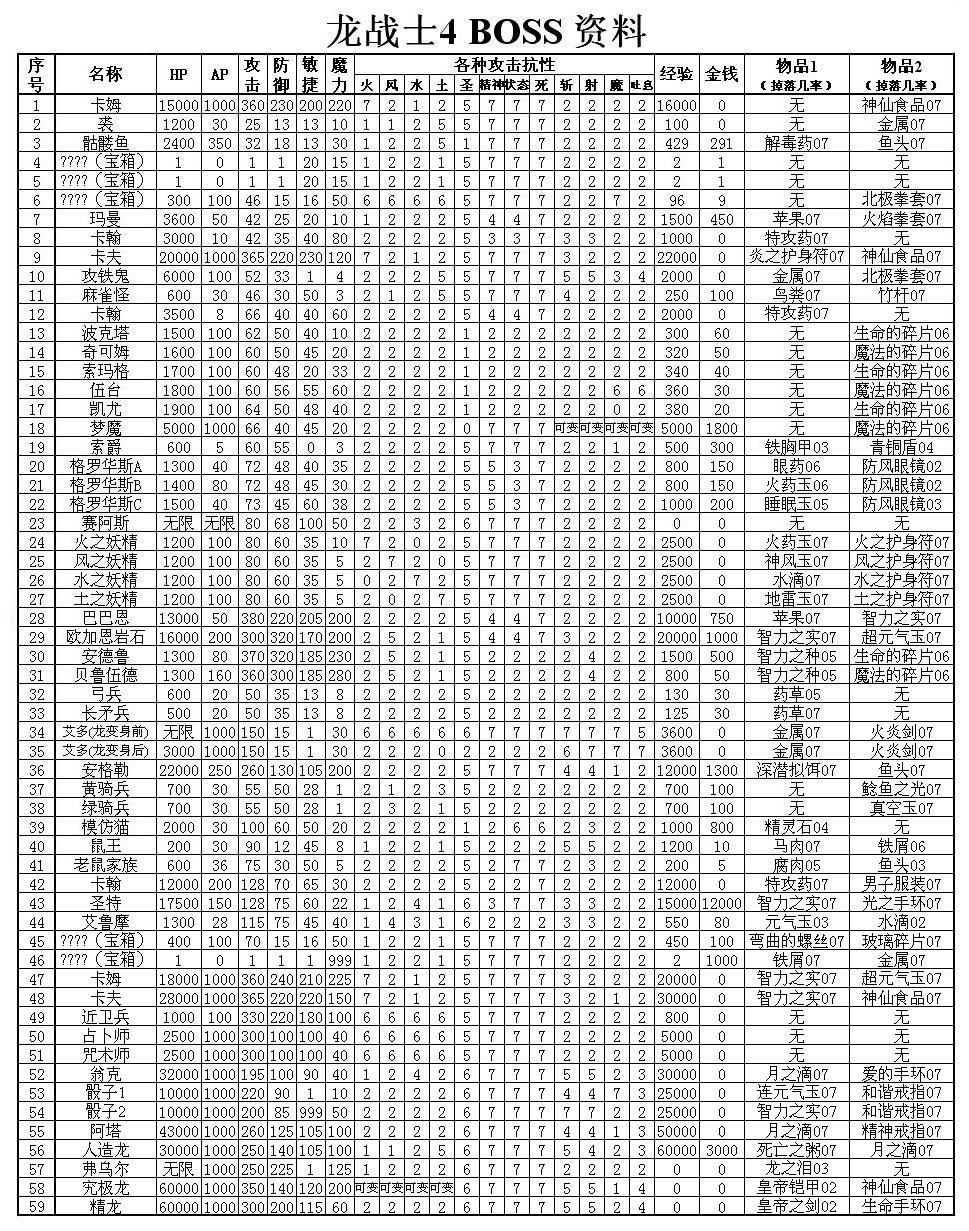 龙战士4 BOSS 资料
序号 名称 HP AP 攻击 防御 敏捷 魔力 各种攻击抗性 经验 金钱 物品1（掉落几率） 物品2（掉落几率）
火 风 水 土 圣 精神 状态 死 斩 射 魔 吐息
1 卡姆 15000 1000 360 230 200 220 7 2 1 2 5 7 7 7 2 2 2 2 16000 0 无 神仙食品07
2 裘 1200 30 25 13 13 10 1 1 2 5 5 7 7 7 2 2 2 2 100 0 无 金属07
3 骷髅鱼 2400 350 32 18 13 30 1 2 2 5 1 7 7 7 2 2 2 2 429 291 解毒药07 鱼头07
4 ????（宝箱） 1 0 1 1 20 15 1 2 2 1 5 7 7 7 2 2 2 2 2 1 无 无
5 ????（宝箱） 1 0 1 1 20 15 1 2 2 1 5 7 7 7 2 2 2 2 2 1 无 无
6 ????（宝箱） 300 100 46 15 16 50 6 6 6 6 5 7 7 7 2 2 7 2 96 9 无 北极拳套07
7 玛曼 3600 50 42 25 20 10 1 2 2 2 5 4 4 7 2 2 2 2 1500 450 苹果07 火焰拳套07
8 卡翰 3000 10 42 35 40 80 2 2 2 2 5 3 3 7 3 3 2 2 1000 0 特攻药07 无
9 卡夫 20000 1000 365 220 230 120 7 2 1 2 5 7 7 7 3 2 2 2 22000 0 炎之护身符07 神仙食品07
10 攻铁鬼 6000 100 52 33 1 4 2 2 2 2 5 7 7 7 5 5 3 4 2000 0 金属07 北极拳套07
11 麻雀怪 600 30 46 30 50 3 2 1 2 5 5 7 7 7 4 2 2 2 250 100 鸟粪07 竹杆07
12 卡翰 3500 8 66 40 40 60 2 2 2 2 5 4 4 7 2 2 2 2 2000 0 特攻药07 无
13 波克塔 1500 100 62 50 40 10 2 2 2 2 1 2 2 2 2 2 2 2 300 60 无 生命的碎片06
14 奇可姆 1600 100 60 50 45 20 2 2 2 2 1 2 2 2 2 2 2 2 320 50 无 魔法的碎片06
15 索玛格 1700 100 60 48 20 33 2 2 2 2 1 2 2 2 2 2 2 2 340 40 无 生命的碎片06
16 伍台 1800 100 60 56 55 60 2 2 2 2 1 2 2 2 2 2 6 6 360 30 无 魔法的碎片06
17 凯尤 1900 100 64 50 48 40 2 2 2 2 1 2 2 2 2 2 0 2 380 20 无 生命的碎片06
18 梦魔 5000 1000 66 40 45 20 2 2 2 2 0 7 7 7 可变 可变 可变 可变 5000 1800 无 魔法的碎片06
19 索爵 600 5 60 55 0 3 2 2 2 2 5 7 7 7 2 2 1 2 500 300 铁胸甲03 青铜盾04
20 格罗华斯A 1300 40 72 48 40 35 2 2 2 2 5 5 3 7 2 2 2 2 800 150 眼药06 防风眼镜02
21 格罗华斯B 1400 80 72 48 45 30 2 2 2 2 5 5 3 7 2 2 2 2 800 150 火药玉06 防风眼镜02
22 格罗华斯C 1500 40 73 45 60 38 2 2 2 2 5 5 3 7 2 2 2 2 1000 200 睡眠玉05 防风眼镜03
23 赛阿斯 无限 无限 80 68 100 50 2 2 3 2 6 7 7 7 2 2 2 2 0 0 无 无
24 火之妖精 1200 100 80 60 35 10 7 2 0 2 5 7 7 7 2 2 2 2 2500 0 火药玉07 火之护身符07
25 风之妖精 1200 100 80 60 35 5 2 7 2 0 5 7 7 7 2 2 2 2 2500 0 神风玉07 风之护身符07
26 水之妖精 1200 100 80 60 35 5 0 2 7 2 5 7 7 7 2 2 2 2 2500 0 水滴07 水之护身符07
27 土之妖精 1200 100 80 60 35 5 2 0 2 7 5 7 7 7 2 2 2 2 2500 0 地雷玉07 土之护身符07
28 巴巴恩 13000 50 380 220 205 200 2 2 2 2 5 4 4 7 2 2 2 2 10000 750 苹果07 智力之实07
29 欧加恩岩石 16000 200 300 320 170 200 2 5 2 1 5 4 4 7 3 2 2 2 20000 1000 智力之实07 超元气玉07
30 安德鲁 1300 80 370 320 185 230 2 5 2 1 5 2 2 2 2 4 2 2 1500 500 智力之种05 生命的碎片06
31 贝鲁伍德 1300 160 360 300 185 280 2 5 2 1 5 2 2 2 2 4 2 2 800 50 智力之种05 魔法的碎片06
32 弓兵 600 20 50 35 13 8 2 2 2 2 5 2 2 2 2 2 2 2 130 30 药草05 无
33 长矛兵 500 20 50 35 13 8 2 2 2 2 5 2 2 2 2 2 2 2 125 30 药草07 无
34 艾多(龙变身前) 无限 1000 150 15 1 30 6 6 6 6 6 7 7 7 7 7 7 5 3600 0 金属07 火炎剑07
35 艾多(龙变身后) 3000 1000 150 15 1 30 2 2 2 0 2 2 2 2 6 7 7 7 3600 0 金属07 火炎剑07
36 安格勒 22000 250 260 130 105 200 2 2 2 2 5 7 7 7 4 4 1 2 12000 1300 深潜拟饵07 鱼头07
37 黄骑兵 700 30 55 50 28 1 2 1 2 3 5 2 2 2 2 2 2 2 700 100 无 鲶鱼之光07
38 绿骑兵 700 30 55 50 28 1 2 3 2 1 5 2 2 2 2 2 2 2 700 100 无 真空玉07
39 模仿猫 2000 30 100 60 50 20 2 2 2 2 1 2 6 6 2 3 2 2 1000 800 精灵石04 无
40 鼠王 200 30 90 12 45 8 1 2 2 1 5 2 2 2 5 5 2 2 1200 10 马肉07 铁屑06
41 老鼠家族 600 36 75 30 50 5 2 2 2 2 5 2 7 7 2 3 2 2 200 5 腐肉05 鱼头03
42 卡翰 12000 200 128 70 65 30 2 2 2 2 5 2 2 7 2 2 2 2 12000 0 特攻药07 男子服装07
43 圣特 17500 150 128 75 60 22 1 2 4 1 6 3 7 7 3 3 2 2 15000 12000 智力之实07 光之手环07
44 艾鲁摩 1300 28 115 75 45 40 1 4 3 1 6 2 2 2 3 2 2 2 550 80 元气玉03 水滴02
45 ????（宝箱） 400 100 70 15 16 50 1 2 2 1 5 7 7 7 2 2 2 2 450 100 弯曲的螺丝07 玻璃碎片07
46 ????（宝箱） 1 0 1 1 1 999 1 2 2 1 5 7 7 7 2 2 2 2 2 1000 铁屑07 金属07
47 卡姆 18000 1000 360 240 210 225 7 2 1 2 5 7 7 7 3 2 2 2 20000 0 智力之实07 超元气玉07
48 卡夫 28000 1000 365 220 220 150 7 2 1 2 5 7 7 7 3 2 1 2 30000 0 智力之实07 神仙食品07
49 近卫兵 1000 100 330 220 180 100 6 6 6 6 5 7 7 7 2 2 2 2 800 0 无 无
50 占卜师 2500 1000 300 100 100 40 6 6 6 6 5 7 7 7 2 2 2 2 5000 0 无 无
51 咒术师 2500 1000 300 100 100 40 6 6 6 6 5 7 7 7 2 2 2 2 5000 0 无 无
52 翁克 32000 1000 195 100 90 40 1 2 4 2 6 7 7 7 5 5 2 3 30000 0 月之滴07 爱的手环07
53 骰子1 10000 1000 220 90 1 10 2 2 2 2 6 7 7 7 4 4 7 3 25000 0 连元气玉07 和谐戒指07
54 骰子2 10000 1000 200 85 999 50 2 2 2 2 6 7 7 7 7 7 2 2 25000 0 智力之实07 和谐戒指07
55 阿塔 43000 1000 260 125 105 100 2 2 2 2 6 7 7 7 4 4 1 3 50000 0 月之滴07 精神戒指07
56 人造龙 30000 1000 250 140 105 100 1 1 2 5 6 7 7 7 5 4 2 3 60000 3000 死亡之粥07 月之滴07
57 弗乌尔 无限 1000 250 225 1 125 1 2 2 2 6 7 7 7 2 2 2 2 0 0 龙之泪03 无
58 究极龙 60000 1000 350 140 120 200 可变 可变 可变 可变 6 7 7 7 5 5 1 4 0 0 皇帝铠甲02 神仙食品07
59 精龙 60000 1000 300 200 115 60 2 2 2 2 6 7 7 7 5 5 2 4 0 0 皇帝之剑02 生命手环07